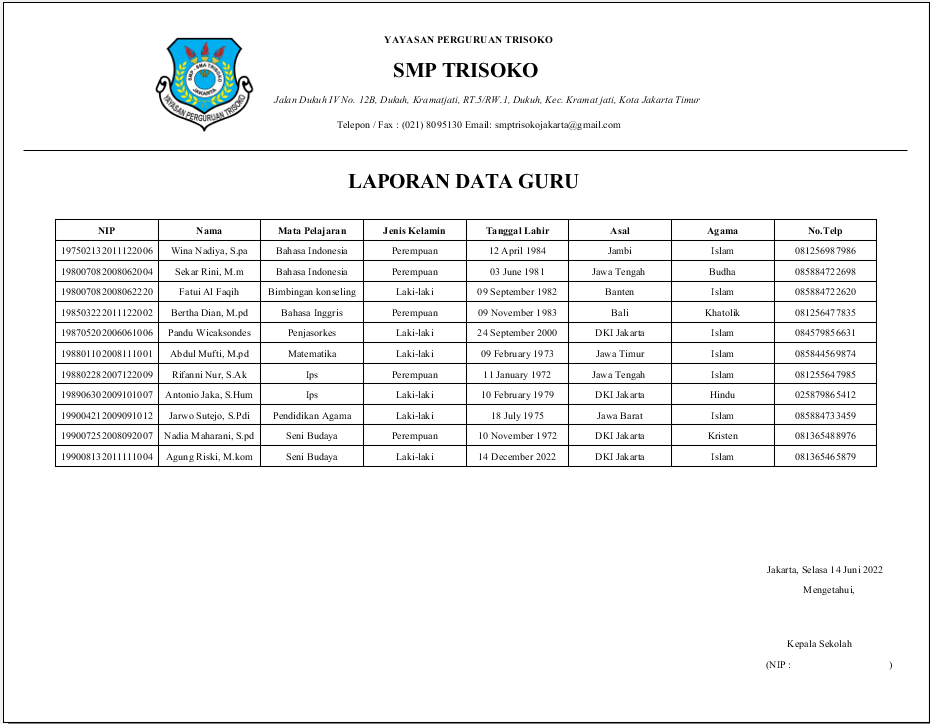 YAYASAN PERGURUAN TRISOKO
SMP TRISOKO
Jalan Dukuh IV No. 12B, Dukuh, Kramatjati, RT.5/RW.1, Dukuh, Kec. Kramat jati, Kota Jakarta Timur
Telepon / Fax : (021) 8095130 Email: smptrisokojakarta@gmail.com
SMP - SMA TRISOKO
JAKARTA
YAYASAN PERGURUAN TRISOKO
LAPORAN DATA GURU
NIP Nama Mata Pelajaran Jenis Kelamin Tanggal Lahir Asal Agama No.Telp
197502132011122006 Wina Nadiya, S.pa Bahasa Indonesia Perempuan 12 April 1984 Jambi Islam 081256987986
198007082008062004 Sekar Rini, M.m Bahasa Indonesia Perempuan 03 June 1981 Jawa Tengah Budha 085884722698
198007082008062220 Fatui Al Faqih Bimbingan konseling Laki-laki 09 September 1982 Banten Islam 085884722620
198503222011122002 Bertha Dian, M.pd Bahasa Inggris Perempuan 09 November 1983 Bali Khatolik 081256477835
198705202006061006 Pandu Wicaksondes Penjasorkes Laki-laki 24 September 2000 DKI Jakarta Islam 084579856631
198801102008111001 Abdul Mufti, M.pd Matematika Laki-laki 09 February 1973 Jawa Timur Islam 085844569874
198802282007122009 Rifanni Nur, S.Ak Ips Perempuan 11 January 1972 Jawa Tengah Islam 081255647985
198906302009101007 Antonio Jaka, S.Hum Ips Laki-laki 10 February 1979 DKI Jakarta Hindu 025879865412
199004212009091012 Jarwo Sutejo, S.Pdi Pendidikan Agama Laki-laki 18 July 1975 Jawa Barat Islam 085884733459
199007252008092007 Nadia Maharani, S.pd Seni Budaya Perempuan 10 November 1972 DKI Jakarta Kristen 081365488976
199008132011111004 Agung Riski, M.kom Seni Budaya Laki-laki 14 December 2022 DKI Jakarta Islam 081365465879
Jakarta, Selasa 14 Juni 2022
Mengetahui,
Kepala Sekolah
(NIP : )